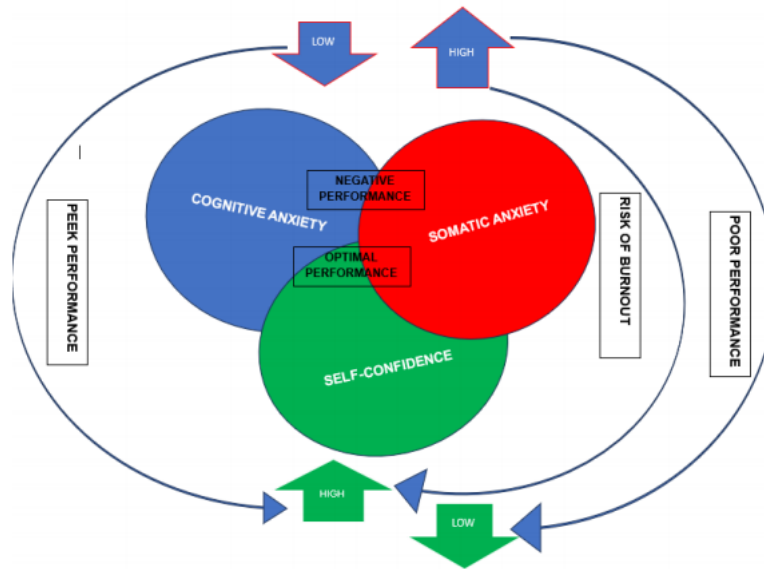 LOW
HIGH
NEGATIVE
PERFORMANCE
COGNITIVE ANXIETY
SOMATIC ANXIETY
OPTIMAL
PERFORMANCE
PEEK PERFORMANCE
RISK OF BURNOUT
POOR PERFORMANCE
SELF-CONFIDENCE
HIGH
LOW